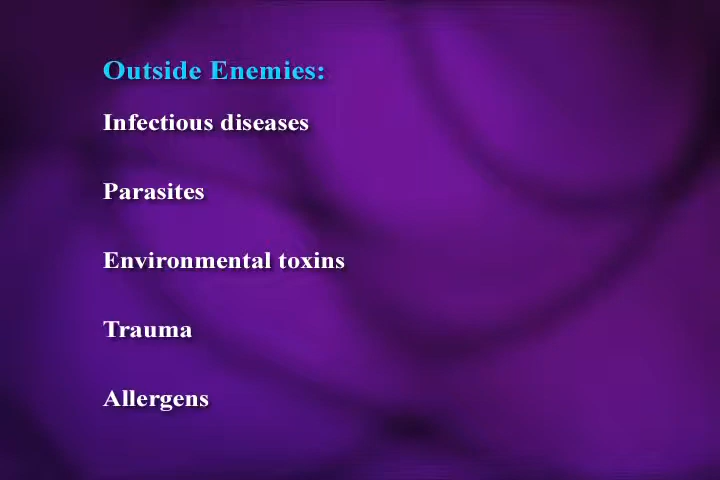 Outside Enemies:
Infectious diseases
Parasites
Environmental toxins
Trauma
Allergens